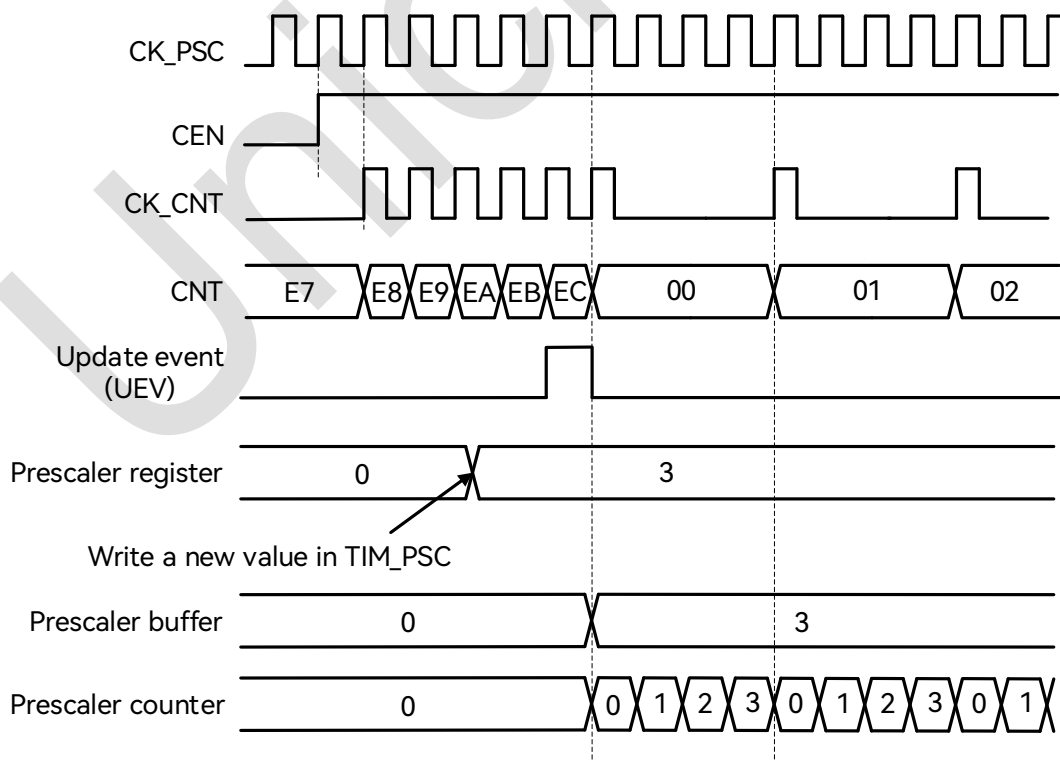 CK_PSC
CEN
CK_CNT
CNT E7 E8 E9 EA EB EC 00 01 02
Update event
(UEV)
Prescaler register 0 3
Write a new value in TIM_PSC
Prescaler buffer 0 3
Prescaler counter 0 0 1 2 3 0 1 2 3 0 1